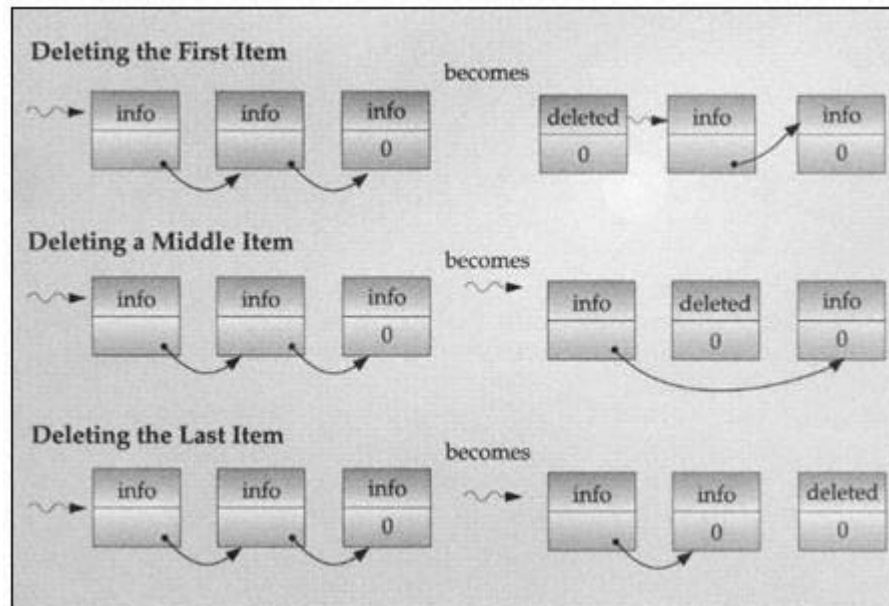 Deleting the First Item
becomes
info info info
0
deleted info info
0 0
Deleting a Middle Item
becomes
info info info
0
info deleted info
0 0
Deleting the Last Item
becomes
info info info
0
info info deleted
0 0